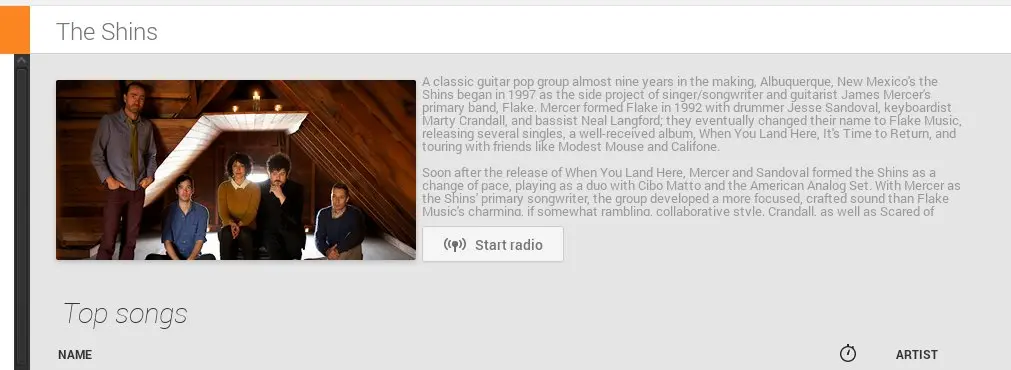 The Shins
A classic guitar pop group almost nine years in the making, Albuquerque, New Mexico's the
Shins began in 1997 as the side project of singer/songwriter and guitarist James Mercer's
primary band, Flake. Mercer formed Flake in 1992 with drummer Jesse Sandoval, keyboardist
Marty Crandall, and bassist Neal Langford; they eventually changed their name to Flake Music,
releasing several singles, a well-received album, When You Land Here, It's Time to Return, and
touring with friends like Modest Mouse and Califone.
Soon after the release of When You Land Here, Mercer and Sandoval formed the Shins as a
change of pace, playing as a duo with Cibo Matto and the American Analog Set. With Mercer as
the Shins' primary songwriter, the group developed a more focused, crafted sound than Flake
Music's charming, if somewhat rambling, collaborative style. Crandall, as well as Scared of
Start radio
Top songs
NAME
ARTIST